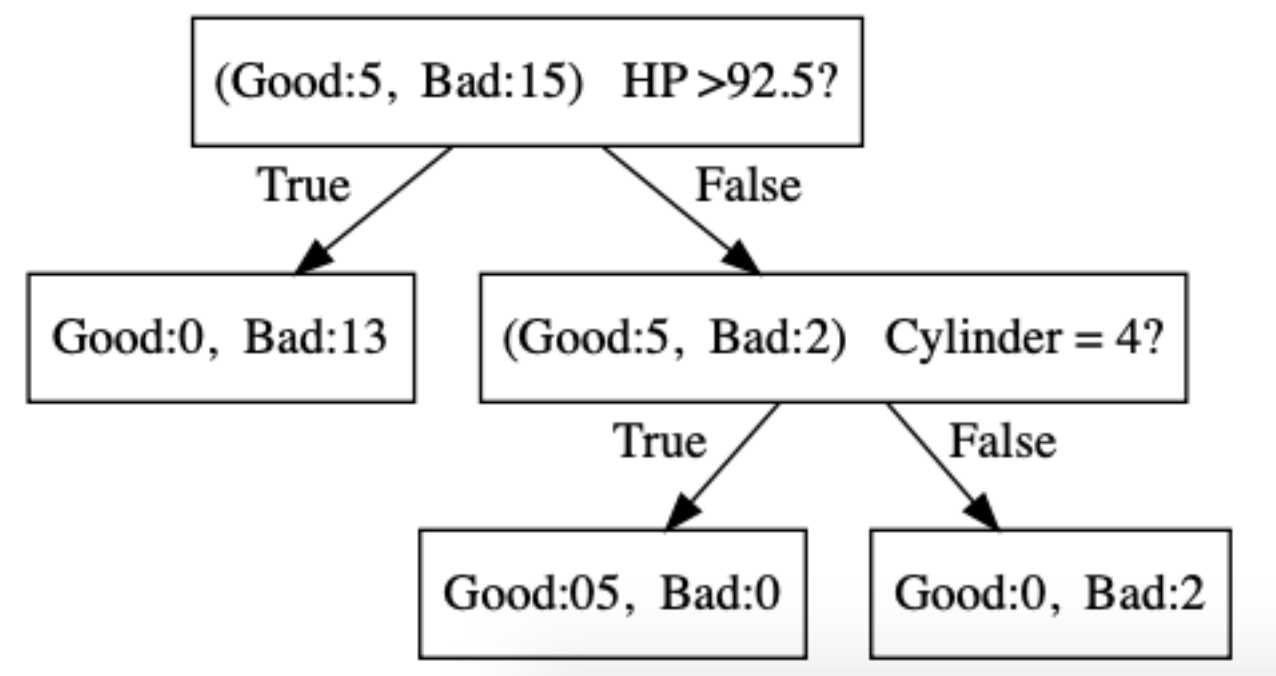 (Good:5, Bad:15) HP >92.5?
True
False
Good:0, Bad:13
(Good:5, Bad:2) Cylinder = 4?
True
False
Good:05, Bad:0
Good:0, Bad:2